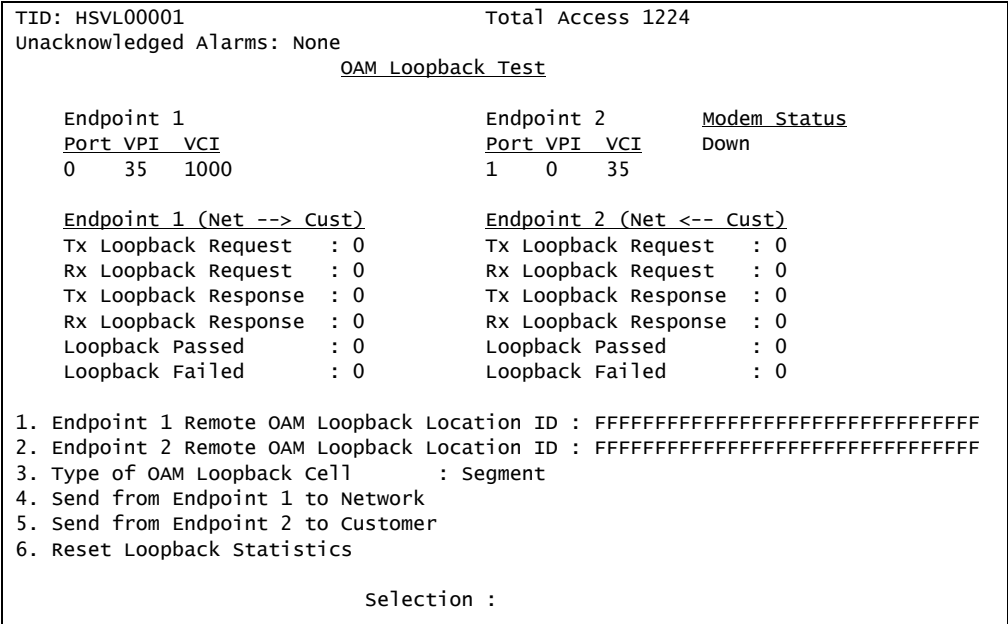 TID: HSVL00001 Total Access 1224
Unacknowledged Alarms: None
OAM Loopback Test
Endpoint 1 Endpoint 2 Modem Status
Port VPI VCI Port VPI VCI Down
0 35 1000 1 0 35
Endpoint 1 (Net --> Cust) Endpoint 2 (Net <-- Cust)
Tx Loopback Request : 0 Tx Loopback Request : 0
Rx Loopback Request : 0 Rx Loopback Request : 0
Tx Loopback Response : 0 Tx Loopback Response : 0
Rx Loopback Response : 0 Rx Loopback Response : 0
Loopback Passed : 0 Loopback Passed : 0
Loopback Failed : 0 Loopback Failed : 0
1. Endpoint 1 Remote OAM Loopback Location ID : FFFFFFFFFFFFFFFFFFFFFFFFFFFFFFFF
2. Endpoint 2 Remote OAM Loopback Location ID : FFFFFFFFFFFFFFFFFFFFFFFFFFFFFFFF
3. Type of OAM Loopback Cell : Segment
4. Send from Endpoint 1 to Network
5. Send from Endpoint 2 to Customer
6. Reset Loopback Statistics
Selection :